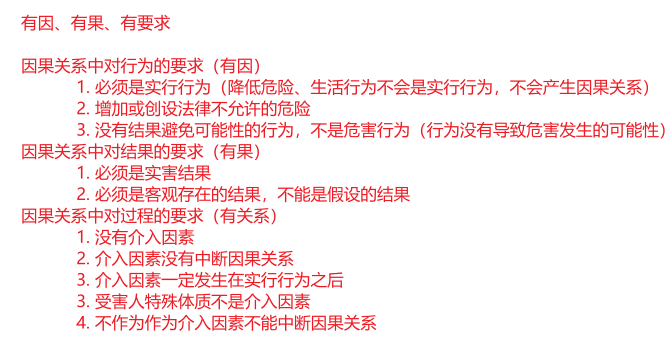 有因、有果、有要求
因果关系中对行为的要求（有因）
1. 必须是实行行为（降低危险、生活行为不会是实行行为，不会产生因果关系）
2. 增加或创设法律不允许的危险
3. 没有结果避免可能性的行为，不是危害行为（行为没有导致危害发生的可能性）
因果关系中对结果的要求（有果）
1. 必须是实害结果
2. 必须是客观存在的结果，不能是假设的结果
因果关系中对过程的要求（有关系）
1. 没有介入因素
2. 介入因素没有中断因果关系
3. 介入因素一定发生在实行行为之后
3. 受害人特殊体质不是介入因素
4. 不作为作为介入因素不能中断因果关系